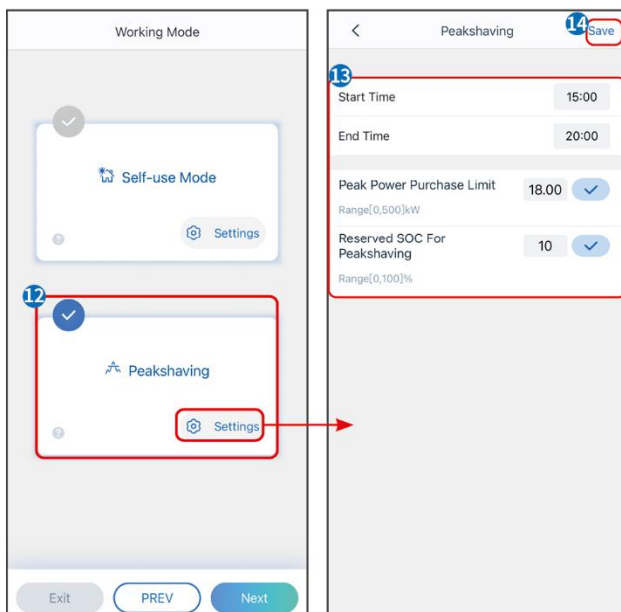 Working Mode
Self-use Mode
?
Settings
12
Peakshaving
?
Settings
Exit
PREV
Next
Peakshaving
14
Save
13
Start Time
15:00
End Time
20:00
Peak Power Purchase Limit
18.00
Range[0,500]kW
Reserved SOC For
Peakshaving
10
Range[0,100]%